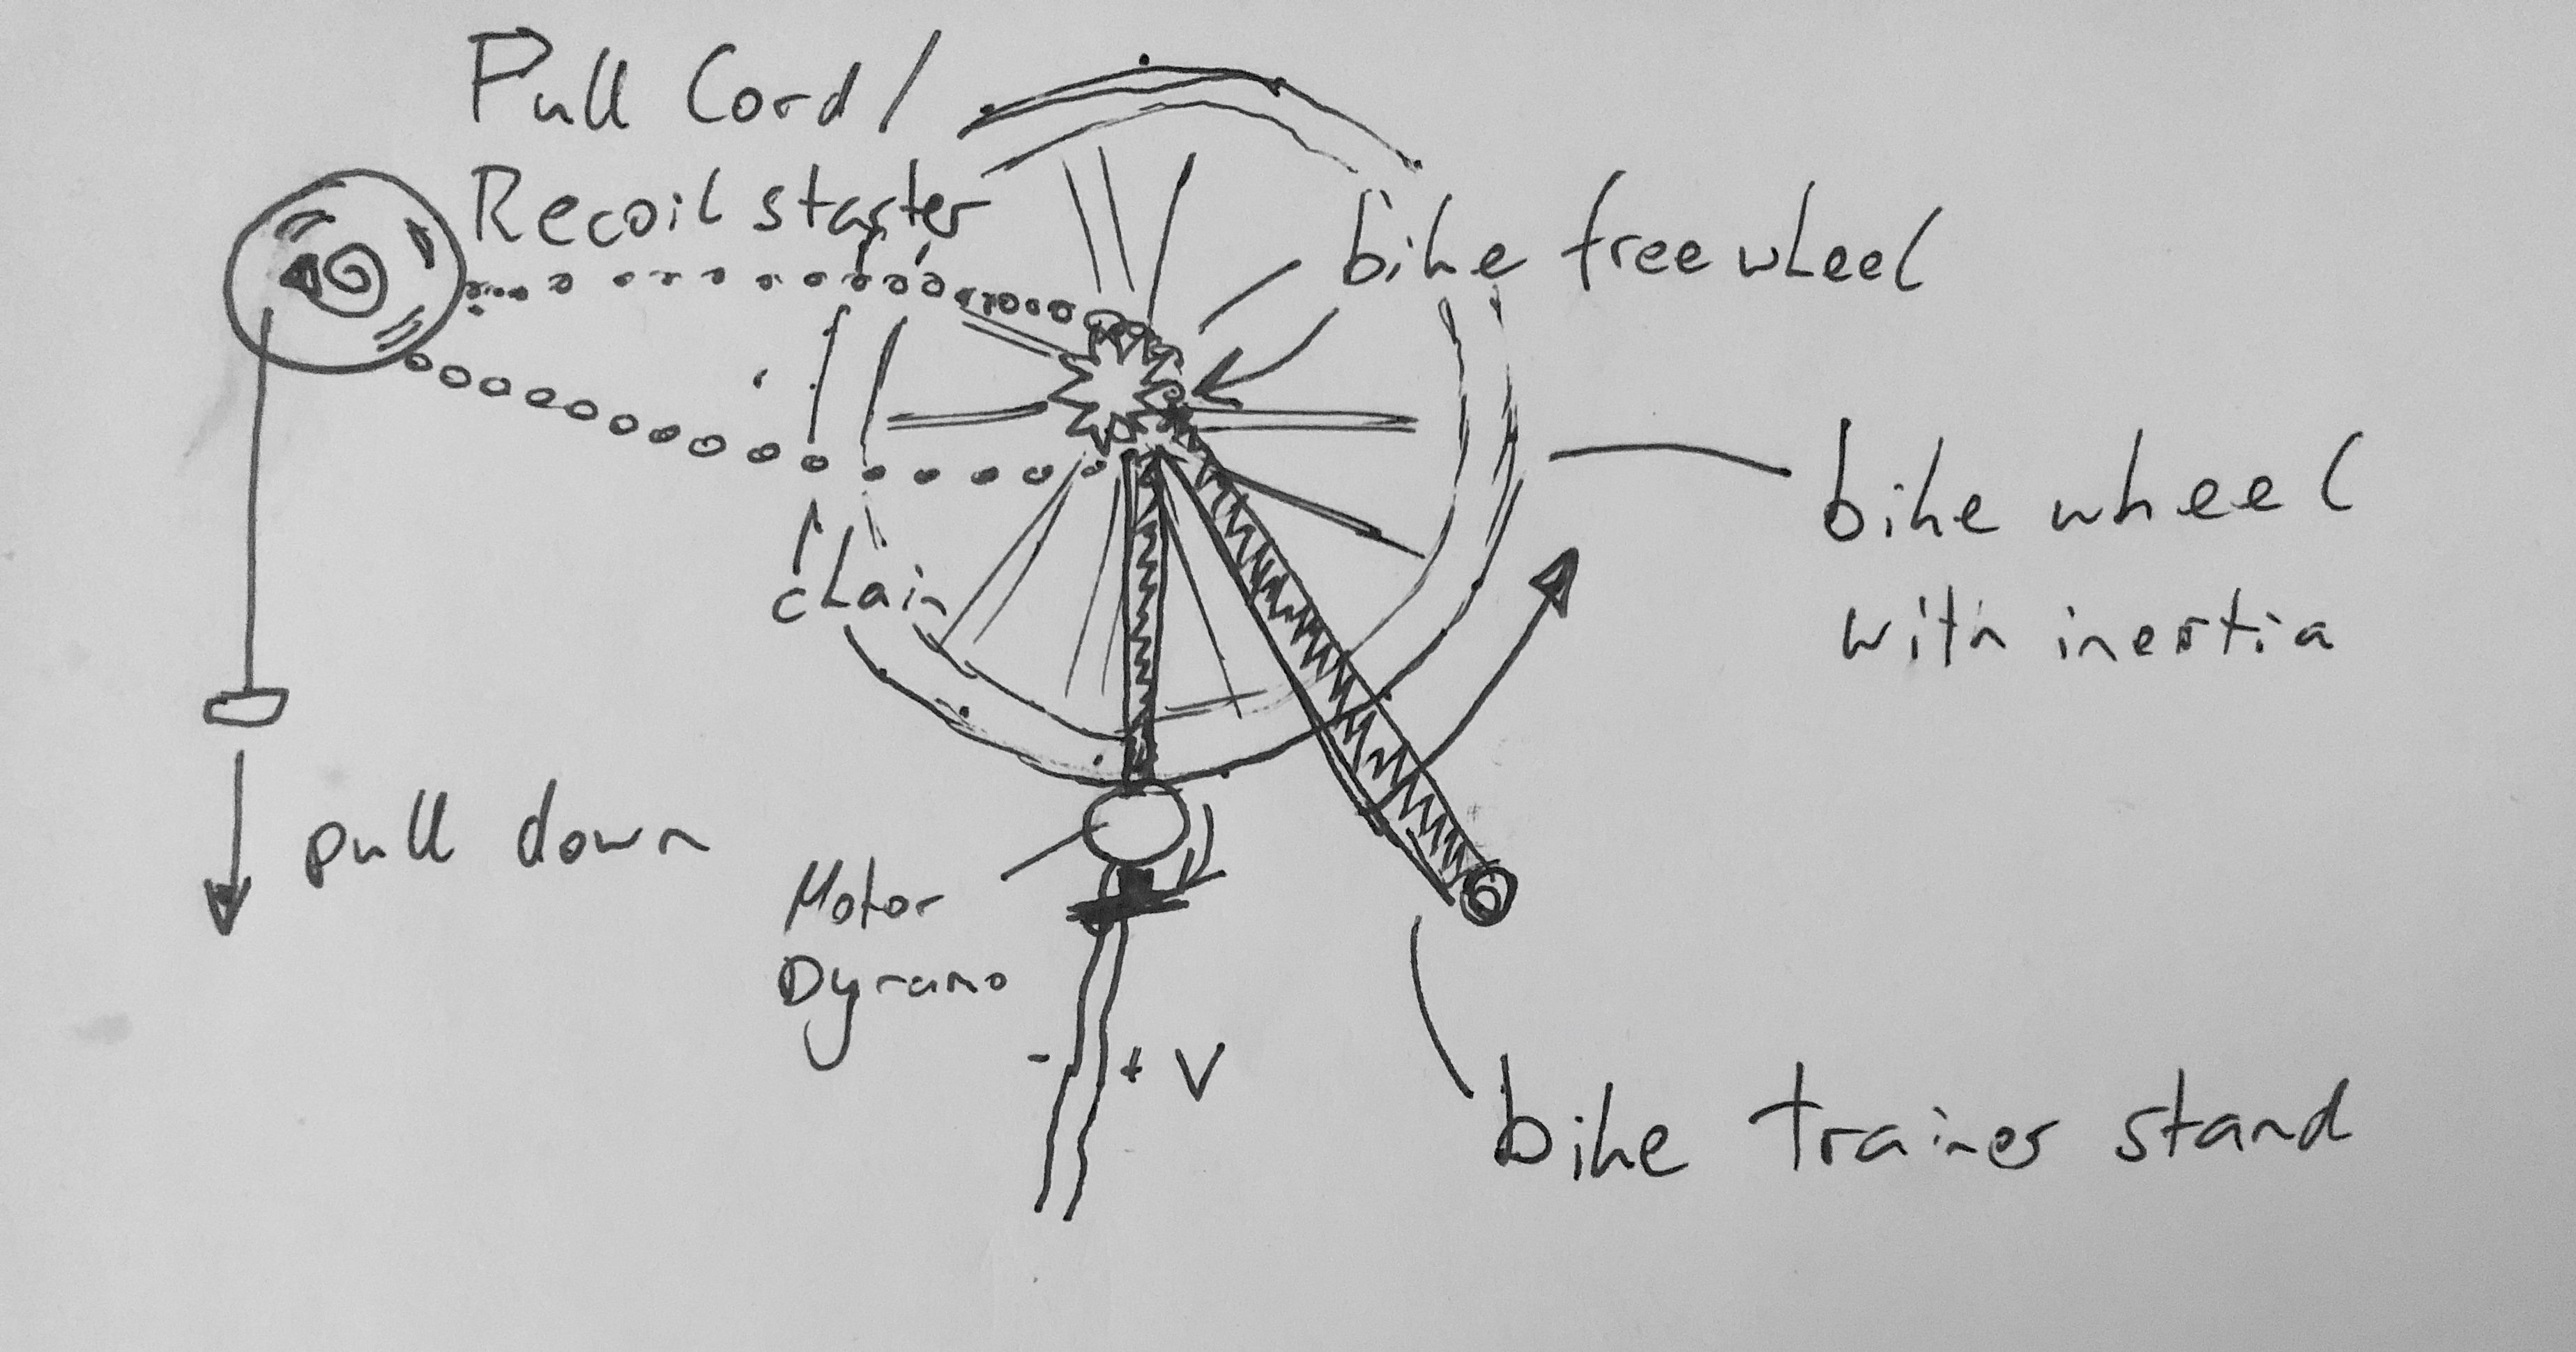 Pull Cord /
Recoil starter
bike freewheel
bike wheel
with inertia
chain
pull down
Motor
Dynamo
- + V
bike trainer stand